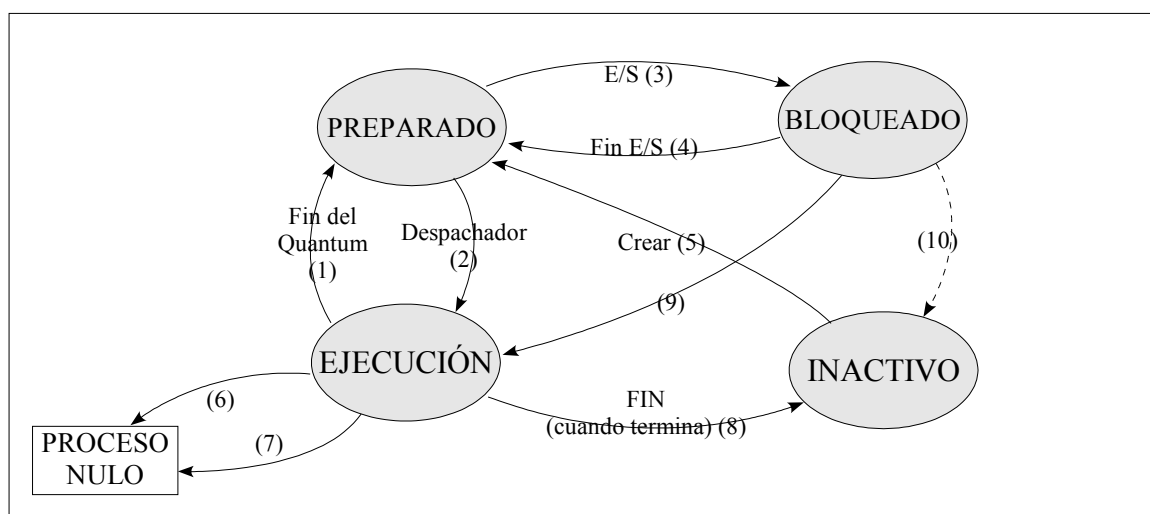 E/S (3)
PREPARADO
BLOQUEADO
Fin E/S (4)
Fin del
Quantum
(1)
Despachador
(2)
Crear (5)
(10)
(9)
EJECUCIÓN
INACTIVO
(6)
FIN
(cuando termina) (8)
PROCESO
NULO
(7)